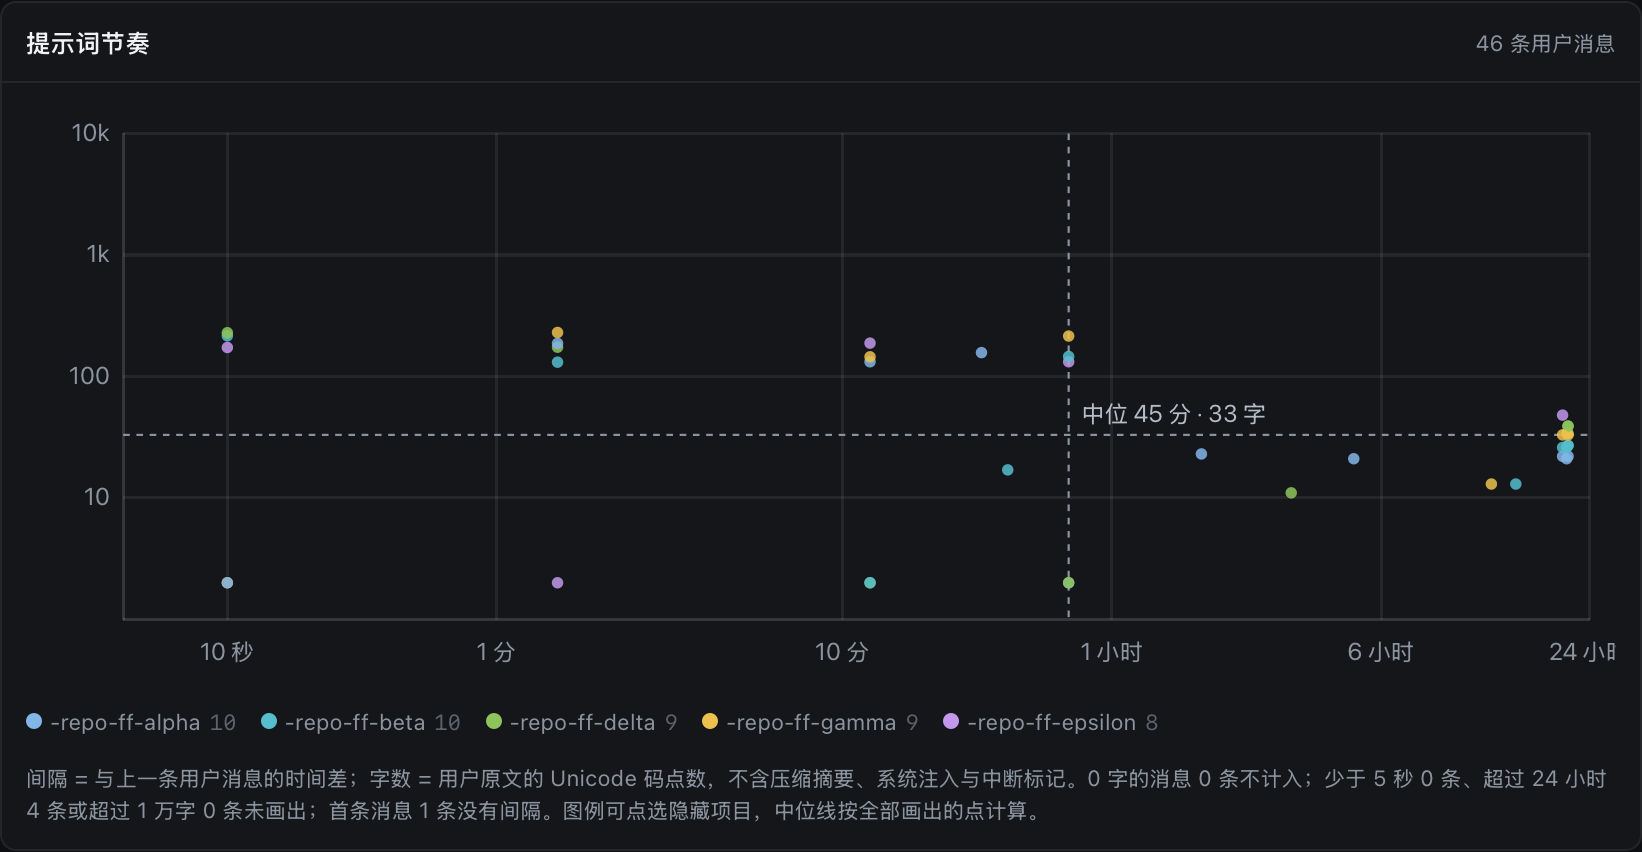 提示词节奏
46 条用户消息
10k
1k
100
10
中位 45 分 · 33 字
10 秒
1 分
10 分
1 小时
6 小时
24 小
-repo-ff-alpha 10
-repo-ff-beta 10
-repo-ff-delta 9
-repo-ff-gamma 9
-repo-ff-epsilon 8
间隔 = 与上一条用户消息的时间差；字数 = 用户原文的 Unicode 码点数，不含压缩摘要、系统注入与中断标记。0 字的消息 0 条不计入；少于 5 秒 0 条、超过 24 小时
4 条或超过 1 万字 0 条未画出；首条消息 1 条没有间隔。图例可点选隐藏项目，中位线按全部画出的点计算。